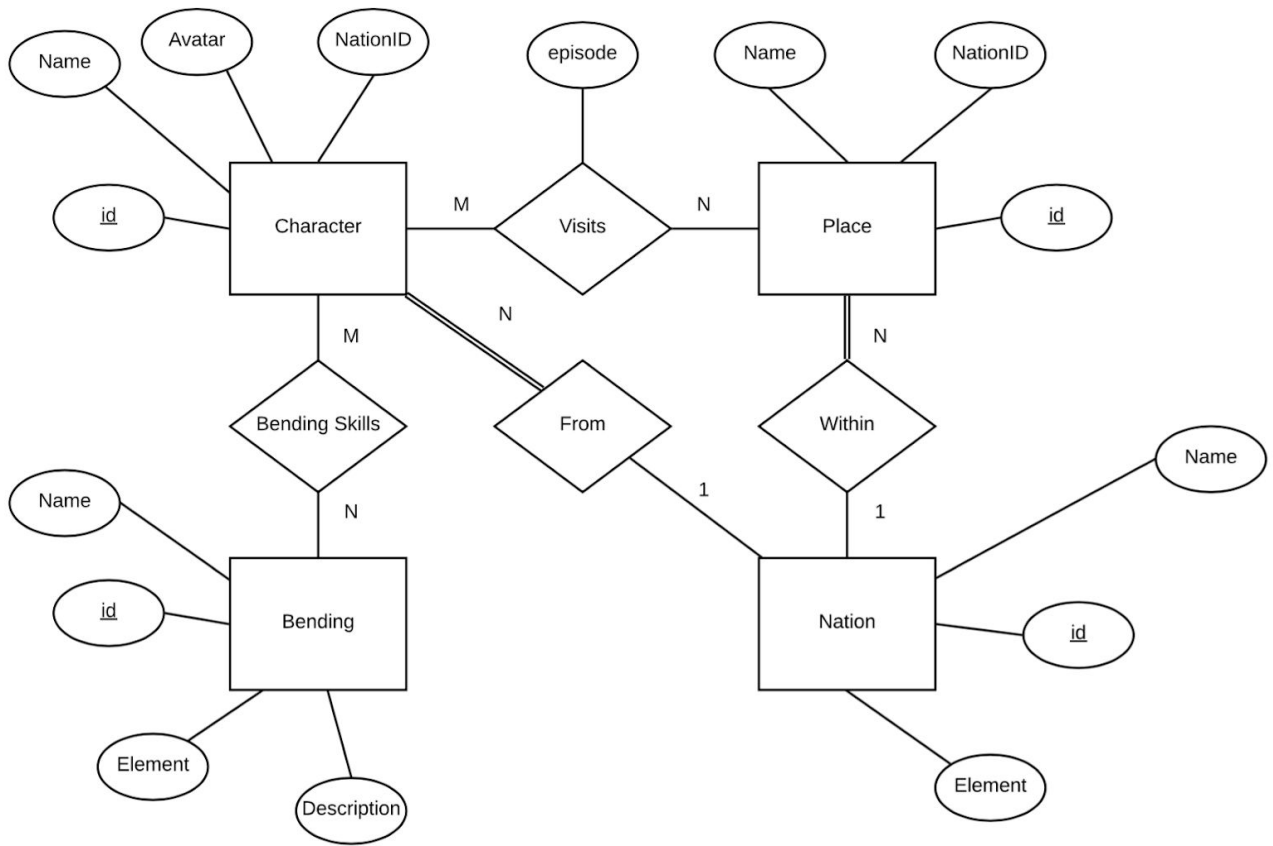 Name
Avatar
NationID
episode
Name
NationID
id
Character
M
Visits
N
Place
id
M
N
N
Bending Skills
From
Within
Name
Name
N
1
1
id
Bending
Nation
id
Element
Description
Element